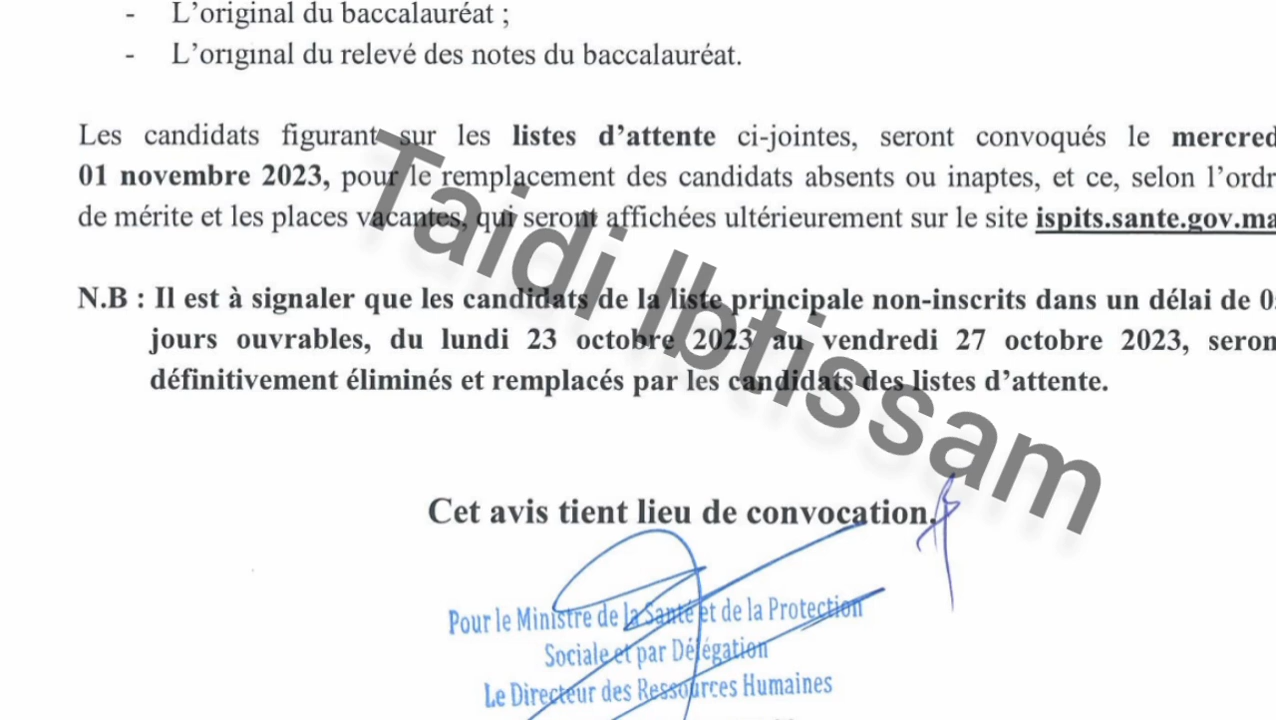 - L’original du baccalauréat ;
- L’original du relevé des notes du baccalauréat.
Les candidats figurant sur les listes d’attente ci-jointes, seront convoqués le mercred
01 novembre 2023, pour le remplacement des candidats absents ou inaptes, et ce, selon l’ordr
de mérite et les places vacantes, qui seront affichées ultérieurement sur le site ispits.sante.gov.ma
N.B : Il est à signaler que les candidats de la liste principale non-inscrits dans un délai de 0
jours ouvrables, du lundi 23 octobre 2023 au vendredi 27 octobre 2023, seron
définitivement éliminés et remplacés par les candidats des listes d’attente.
Taidi Ibtissam
Cet avis tient lieu de convocation.
Pour le Ministre de la Santé et de la Protection
Sociale et par Délégation
Le Directeur des Ressources Humaines